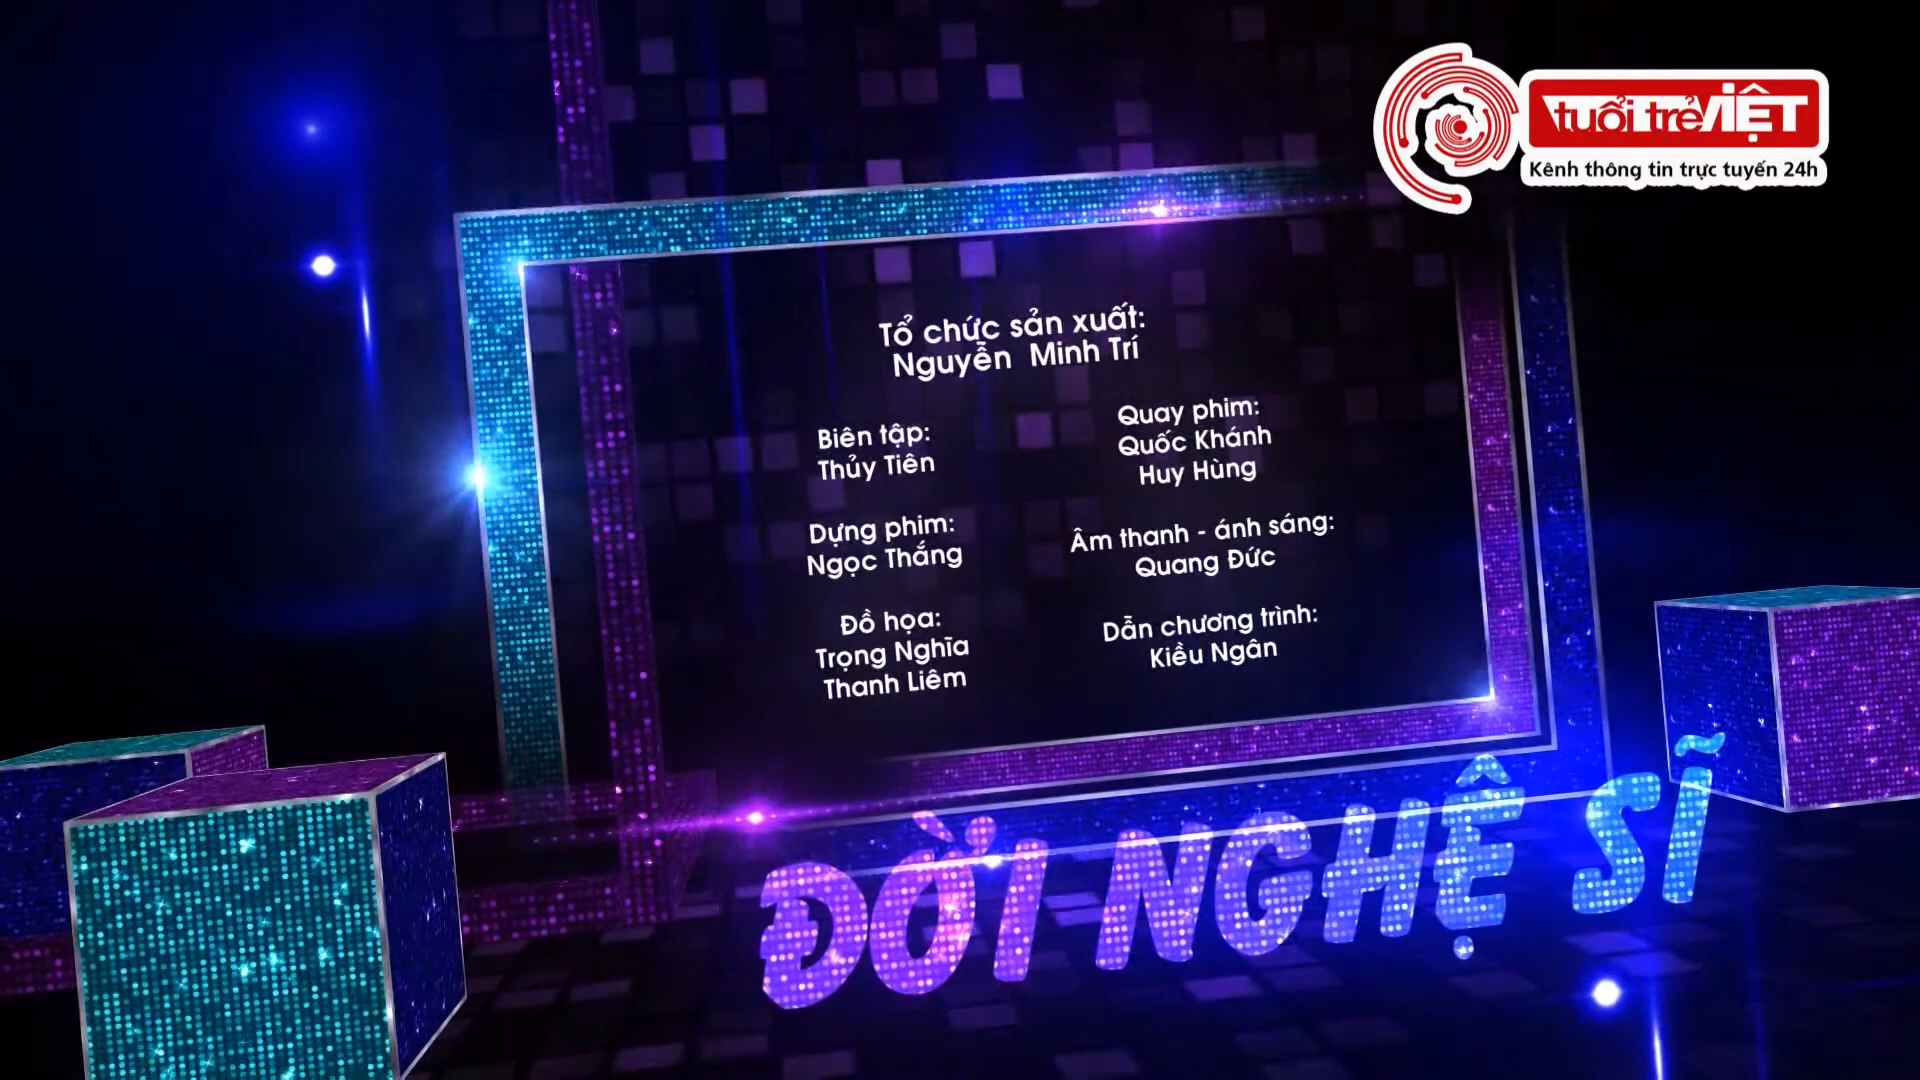 tuổi trẻ VIỆT
Kênh thông tin trực tuyến 24h
Tổ chức sản xuất:
Nguyễn Minh Trí
Biên tập:
Thủy Tiên
Dựng phim:
Ngọc Thắng
Đồ họa:
Trọng Nghĩa
Thanh Liêm
Quay phim:
Quốc Khánh
Huy Hùng
Âm thanh - ánh sáng:
Quang Đức
Dẫn chương trình:
Kiều Ngân
ĐỜI NGHỆ SĨ